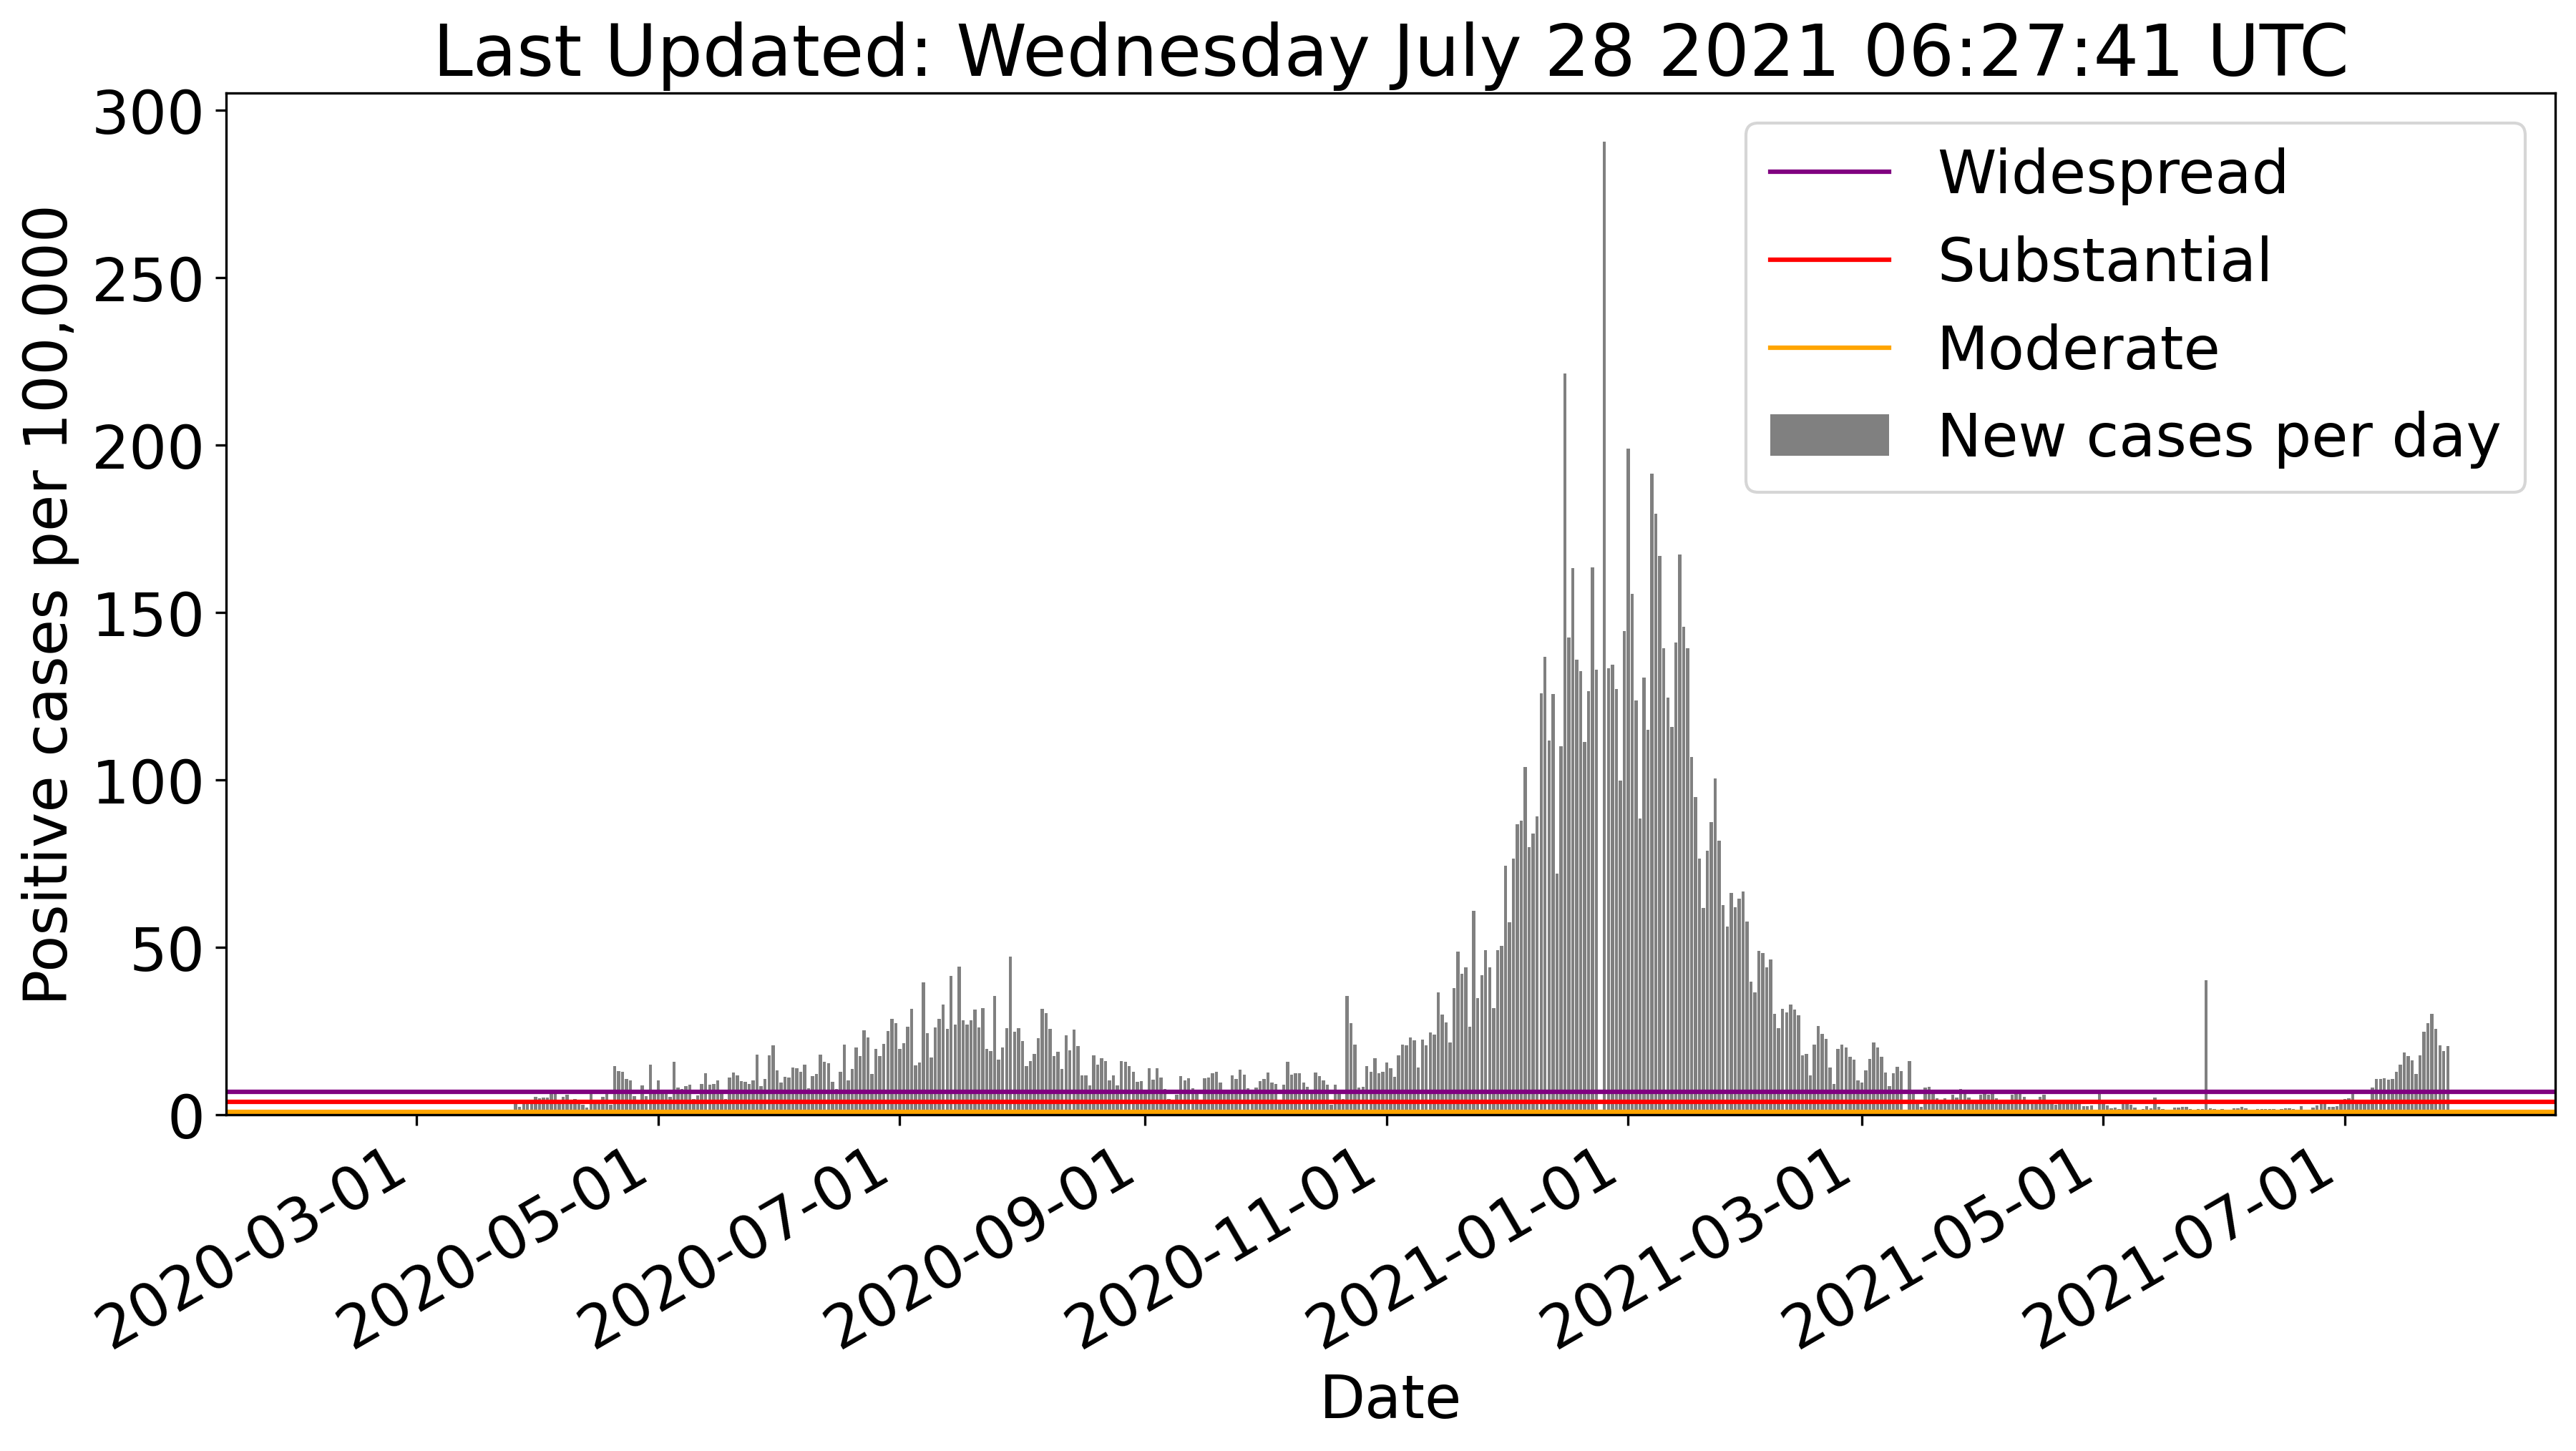 Last Updated: Wednesday July 28 2021 06:27:41 UTC
Positive cases per 100,000
300
250
200
150
100
50
0
Widespread
Substantial
Moderate
New cases per day
2020-03-01
2020-05-01
2020-07-01
2020-09-01
2020-11-01
2021-01-01
2021-03-01
2021-05-01
2021-07-01
Date